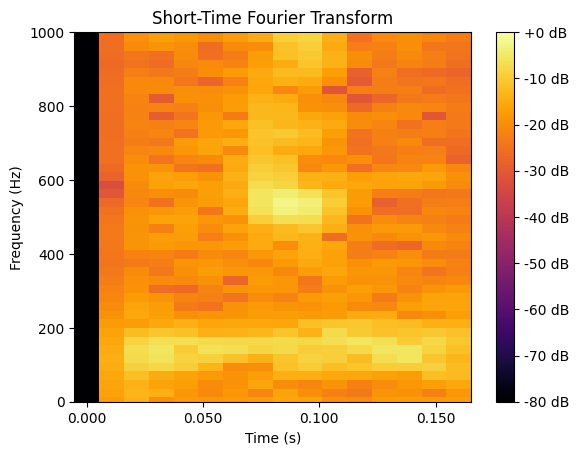 Short-Time Fourier Transform
1000
800
600
400
200
0
Frequency (Hz)
0.000
0.050
0.100
0.150
Time (s)
+0 dB
-10 dB
-20 dB
-30 dB
-40 dB
-50 dB
-60 dB
-70 dB
-80 dB